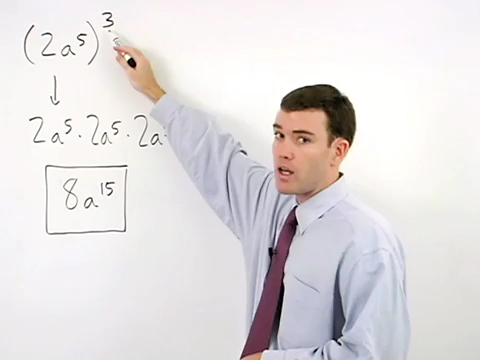 (2a⁵)³
2a⁵ · 2a⁵ · 2a
8a¹⁵